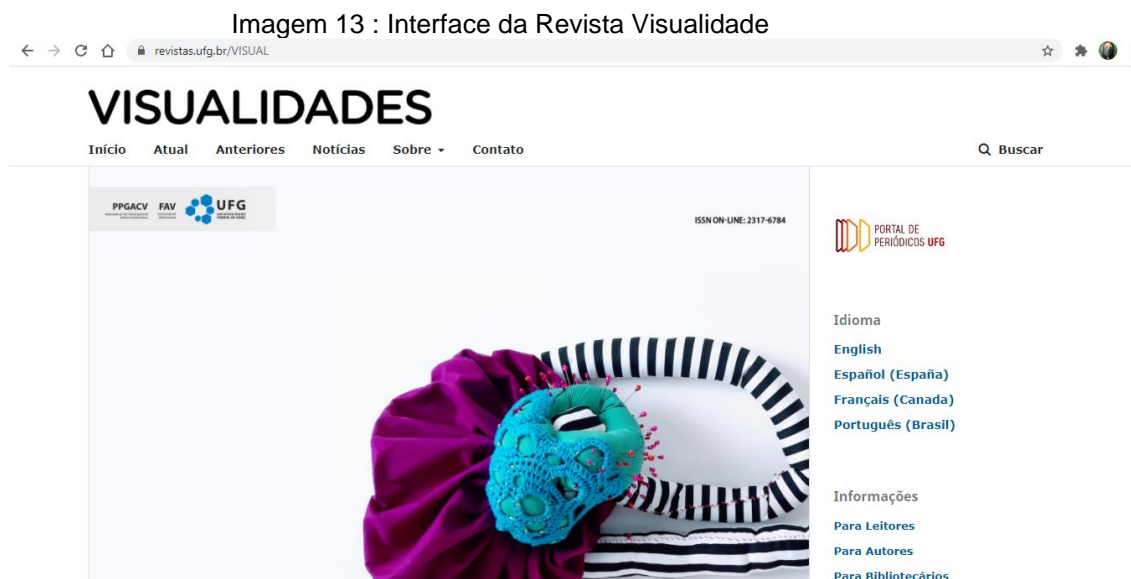 Imagem 13 : Interface da Revista Visualidade
revistas.ufg.br/VISUAL
VISUALIDADES
Início Atual Anteriores Notícias Sobre Contato Buscar
PPGACV FAV UFG
ISSN ON-LINE: 2317-6784
PORTAL DE
PERIÓDICOS UFG
Idioma
English
Español (España)
Français (Canada)
Português (Brasil)
Informações
Para Leitores
Para Autores
Para Bibliotecários